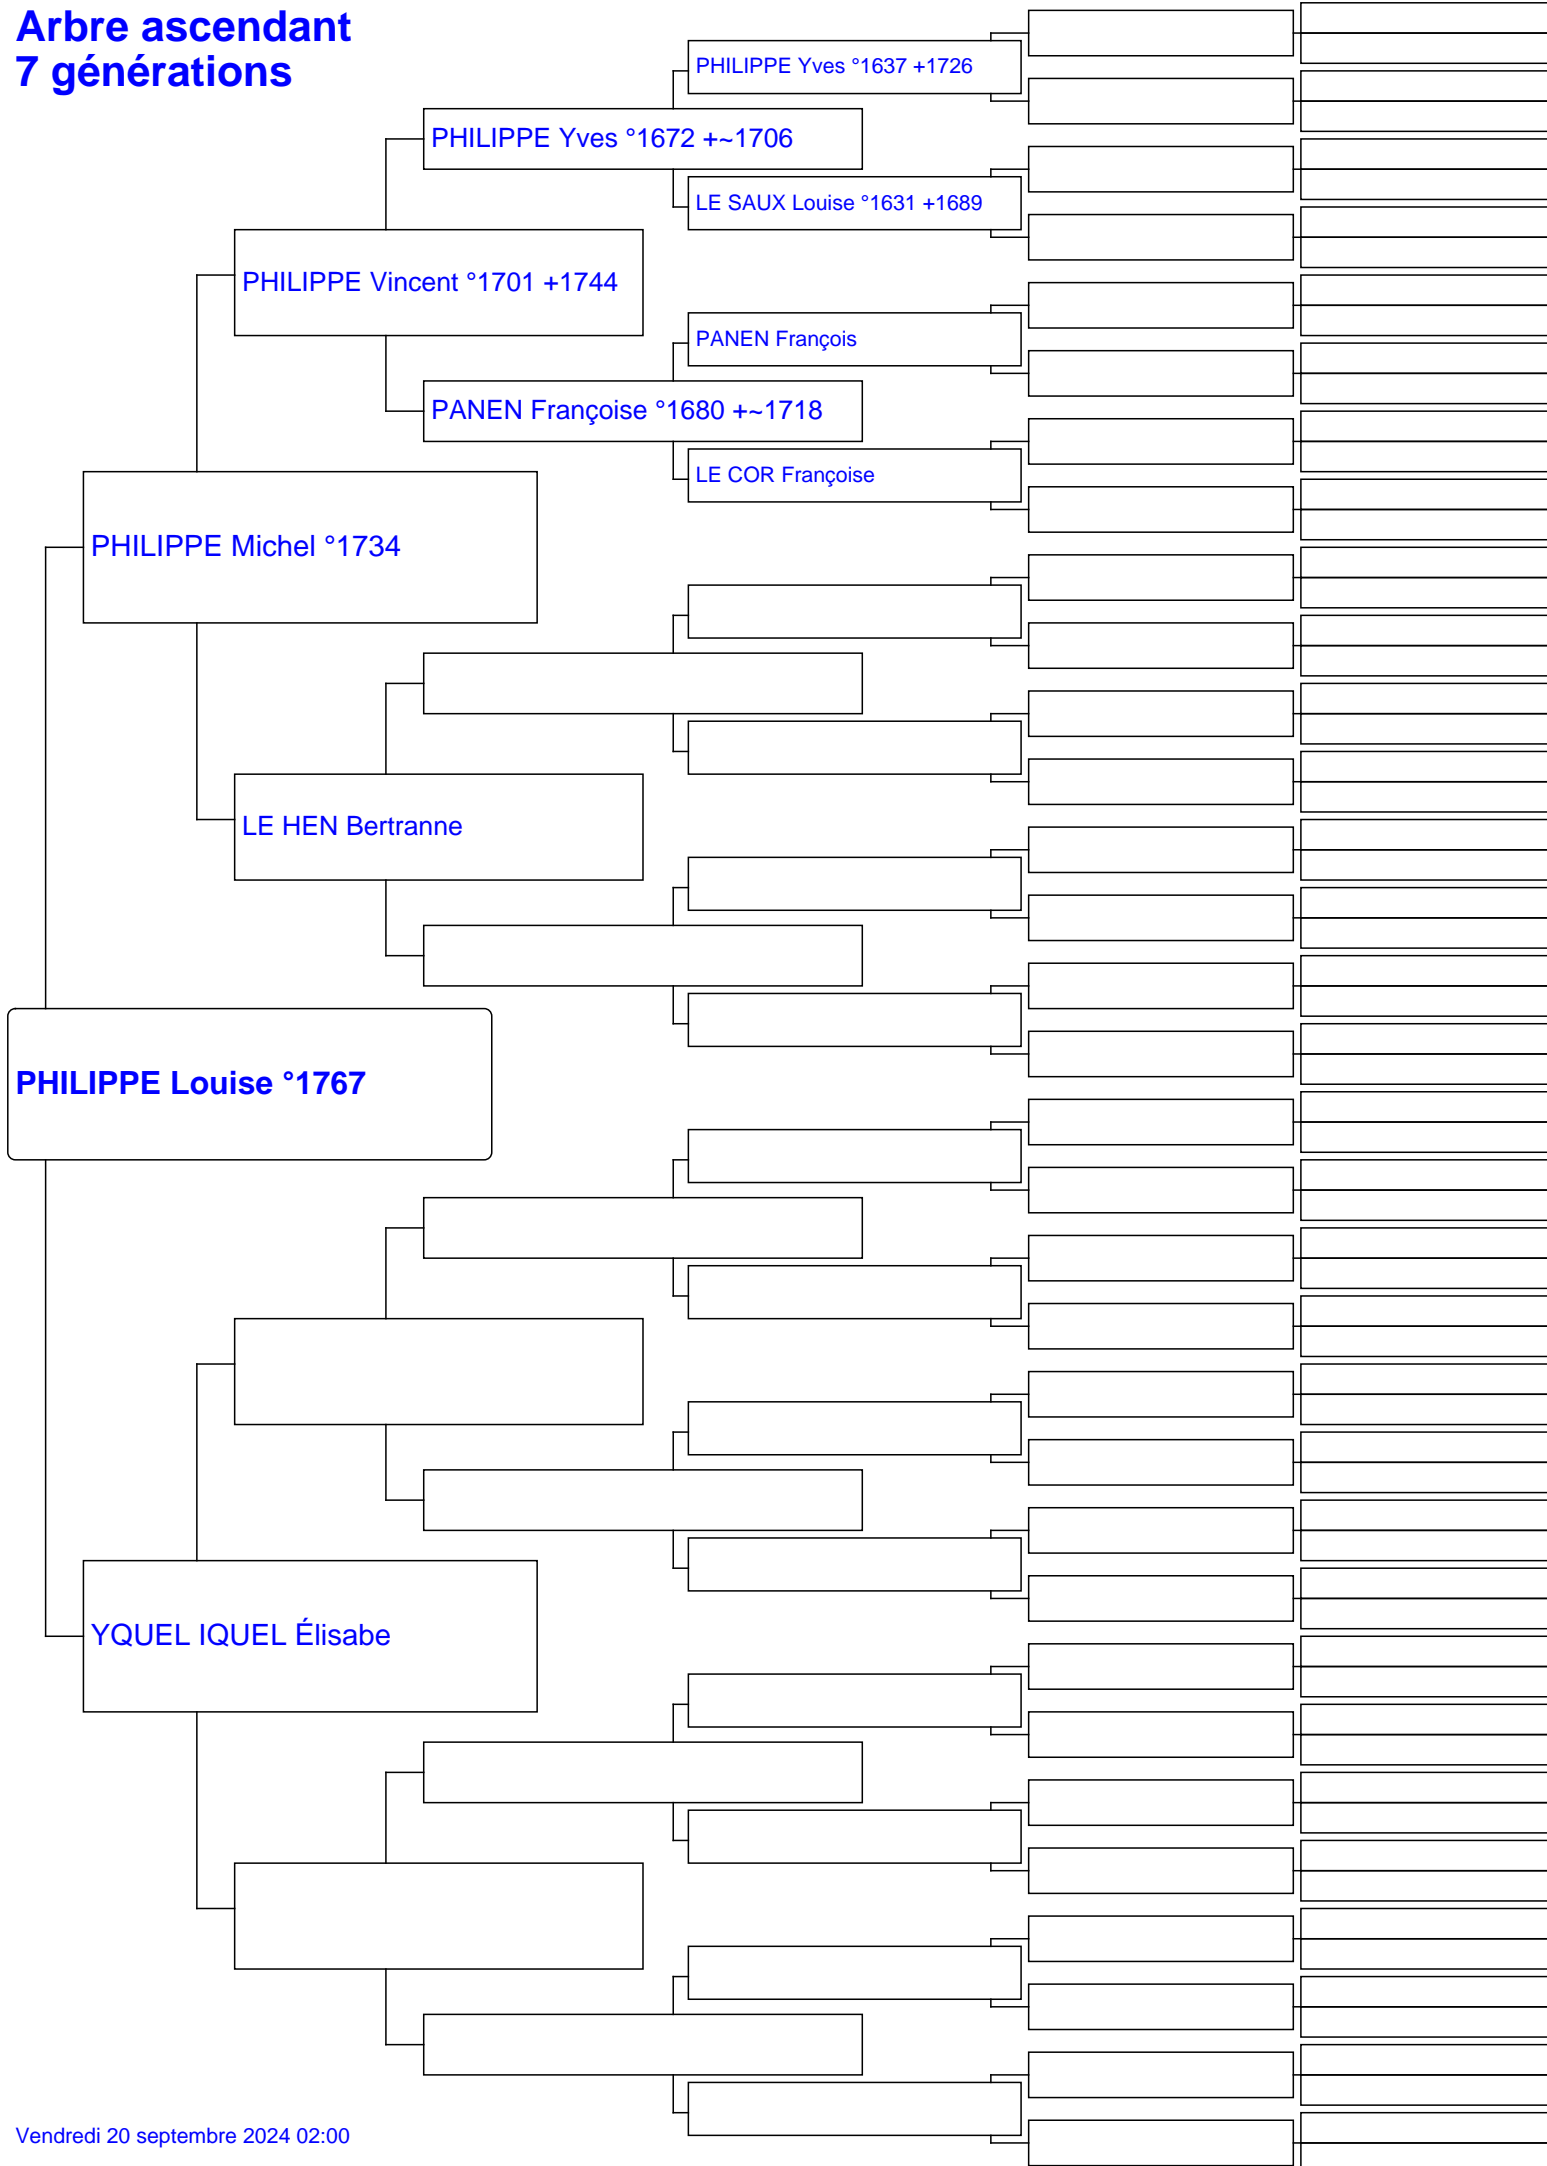 Arbre ascendant
7 générations
PHILIPPE Yves °1637 +1726
PHILIPPE Yves °1672 +~1706
LE SAUX Louise °1631 +1689
PHILIPPE Vincent °1701 +1744
PANEN François
PANEN Françoise °1680 +~1718
LE COR Françoise
PHILIPPE Michel °1734
LE HEN Bertranne
PHILIPPE Louise °1767
YQUEL IQUEL Élisabe
Vendredi 20 septembre 2024 02:00